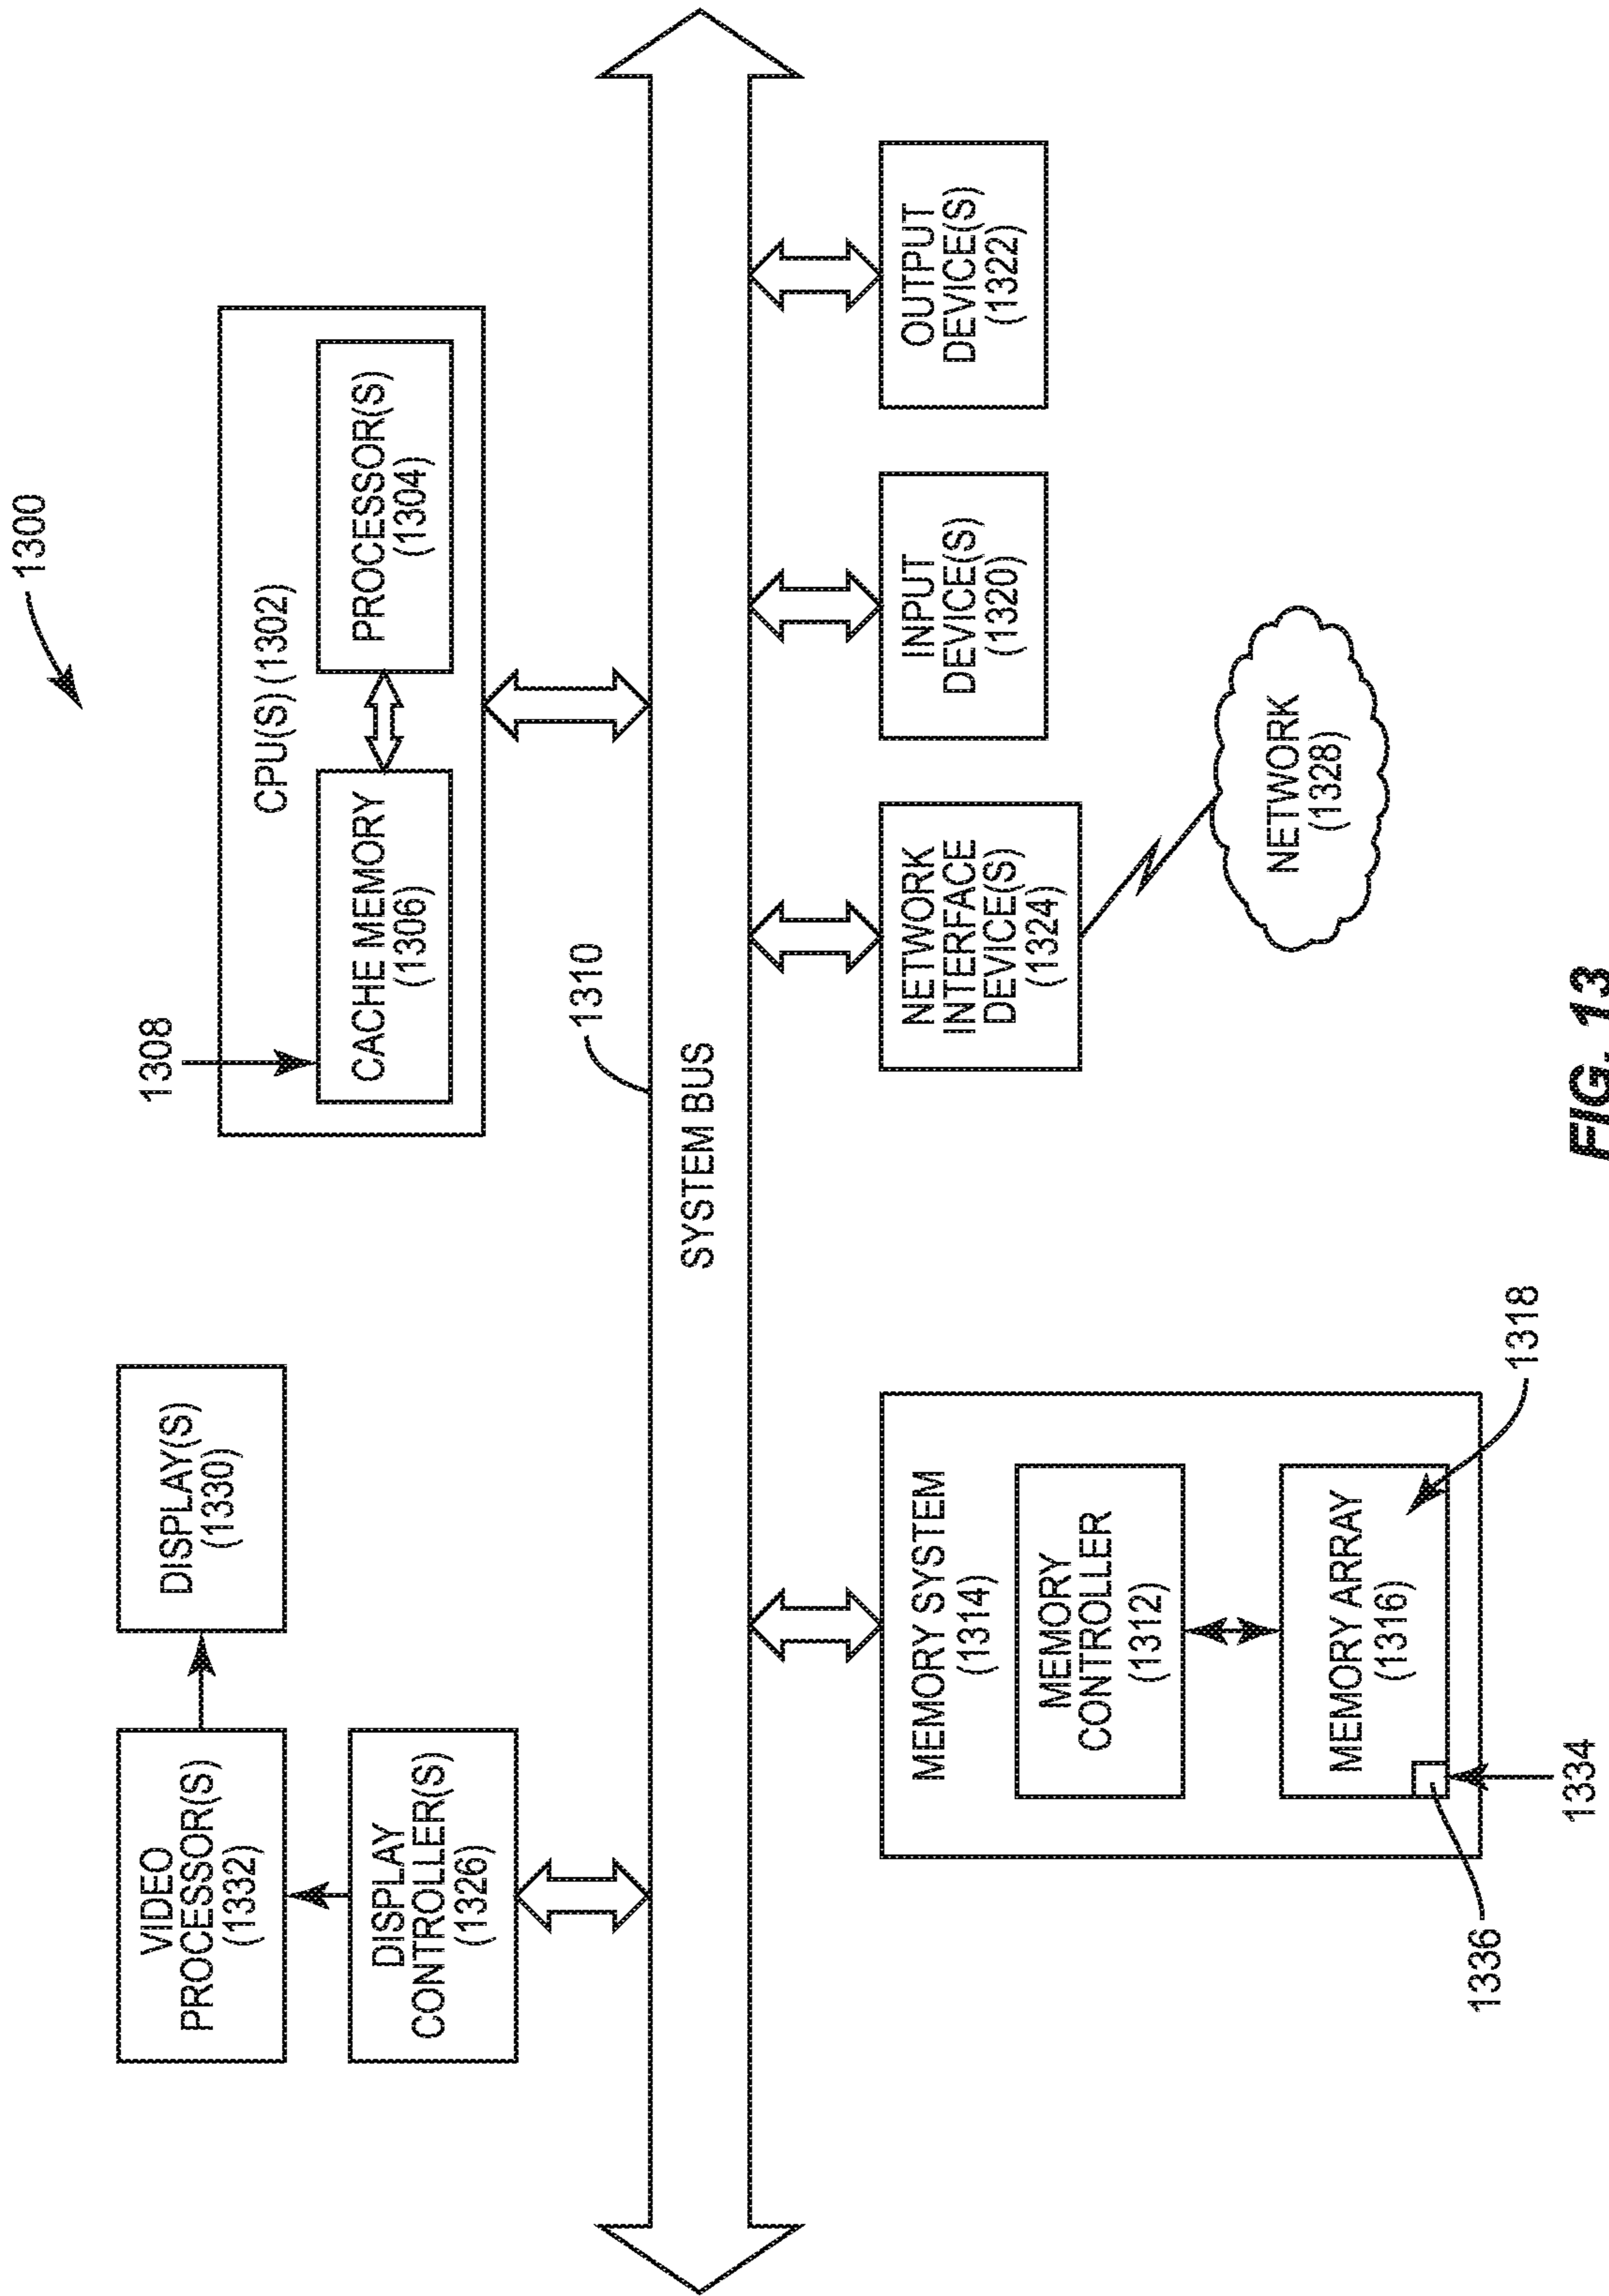 1300
VIDEO
PROCESSOR(S)
(1332)
DISPLAY(S)
(1330)
DISPLAY
CONTROLLER(S)
(1326)
1308
CPU(S) (1302)
CACHE MEMORY
(1306)
PROCESSOR(S)
(1304)
1310
SYSTEM BUS
MEMORY SYSTEM
(1314)
MEMORY
CONTROLLER
(1312)
MEMORY ARRAY
(1316)
1318
1336
1334
NETWORK
INTERFACE
DEVICE(S)
(1324)
INPUT
DEVICE(S)
(1320)
OUTPUT
DEVICE(S)
(1322)
NETWORK
(1328)
FIG. 13